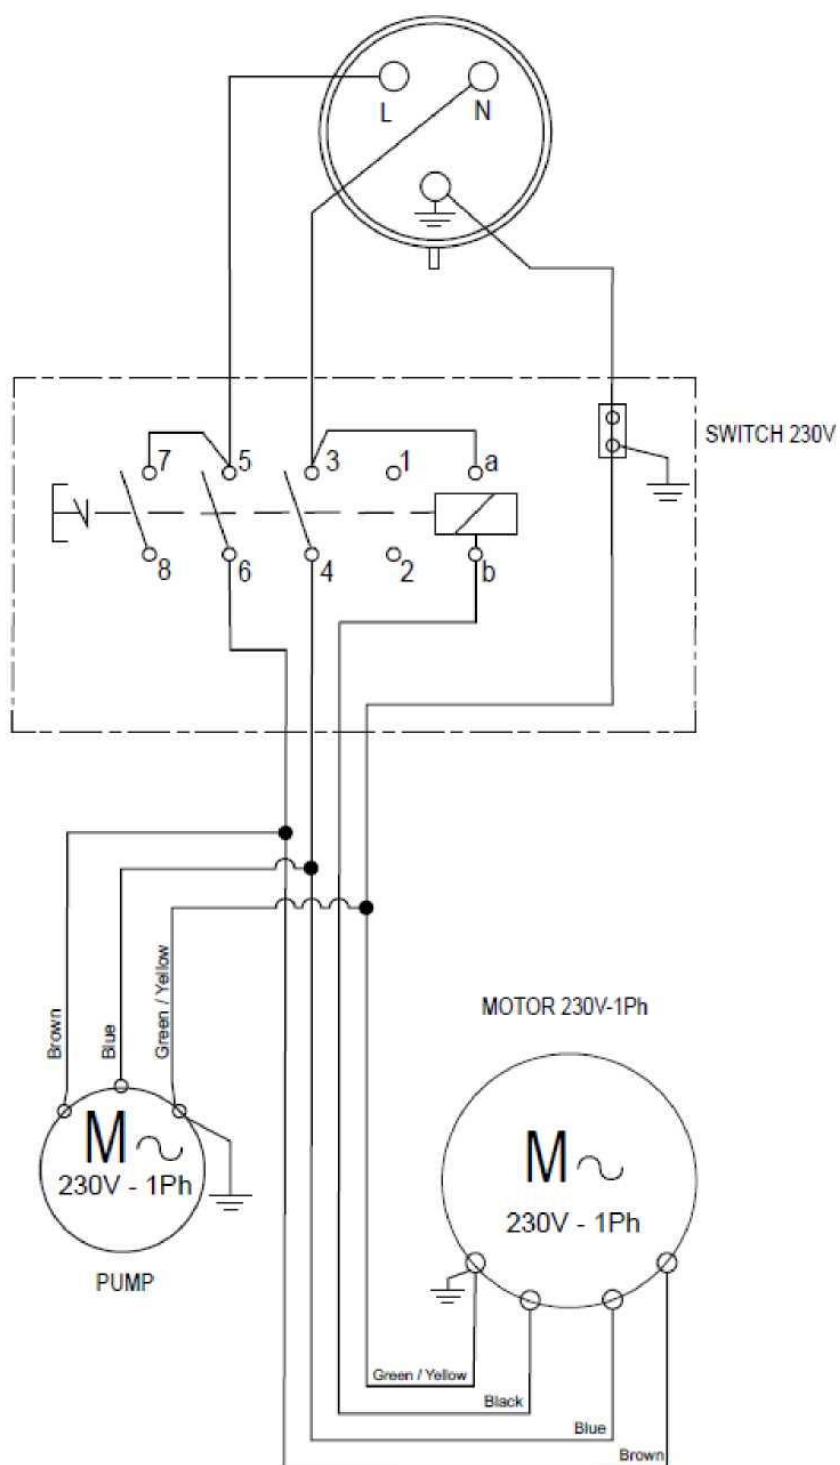 L
N
SWITCH 230V
7
5
3
1
a
8
6
4
2
b
Brown
Blue
Green / Yellow
MOTOR 230V-1Ph
M
230V - 1Ph
PUMP
M
230V - 1Ph
Green / Yellow
Black
Blue
Brown